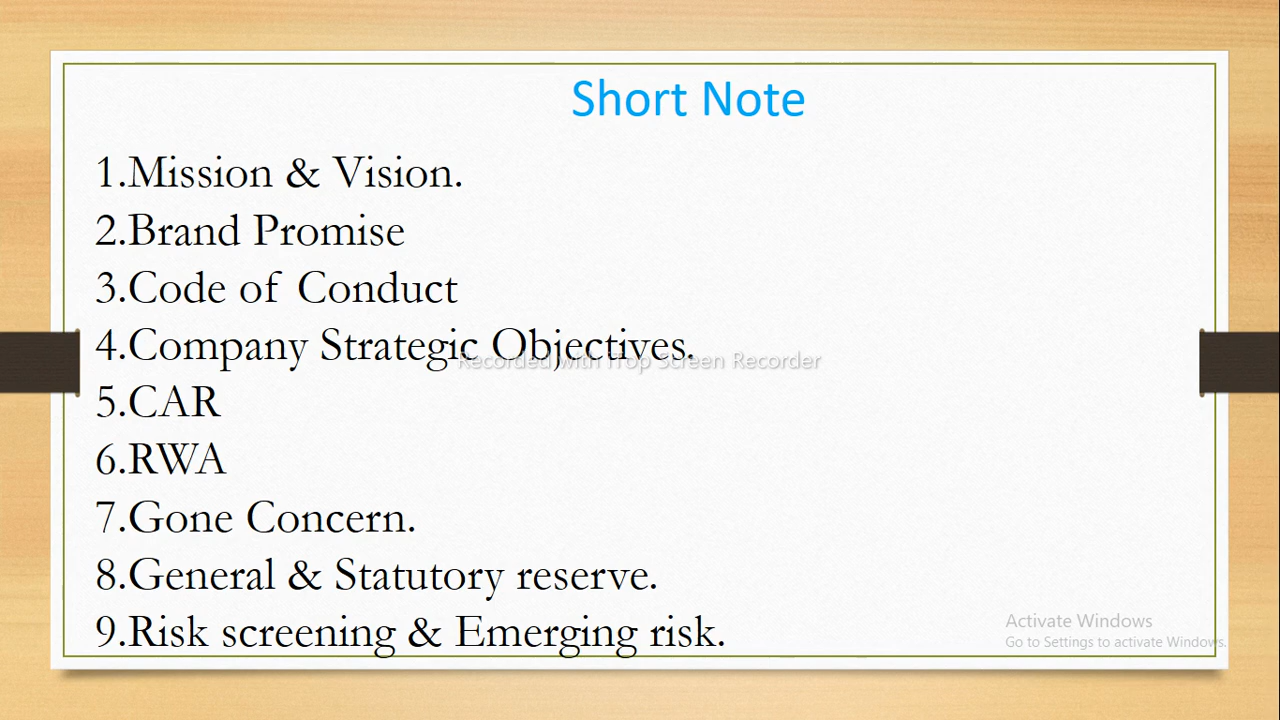 Short Note
1.Mission & Vision.
2.Brand Promise
3.Code of Conduct
4.Company Strategic Objectives.
Recorded with iTop Screen Recorder
5.CAR
6.RWA
7.Gone Concern.
8.General & Statutory reserve.
9.Risk screening & Emerging risk.
Activate Windows
Go to Settings to activate Windows.